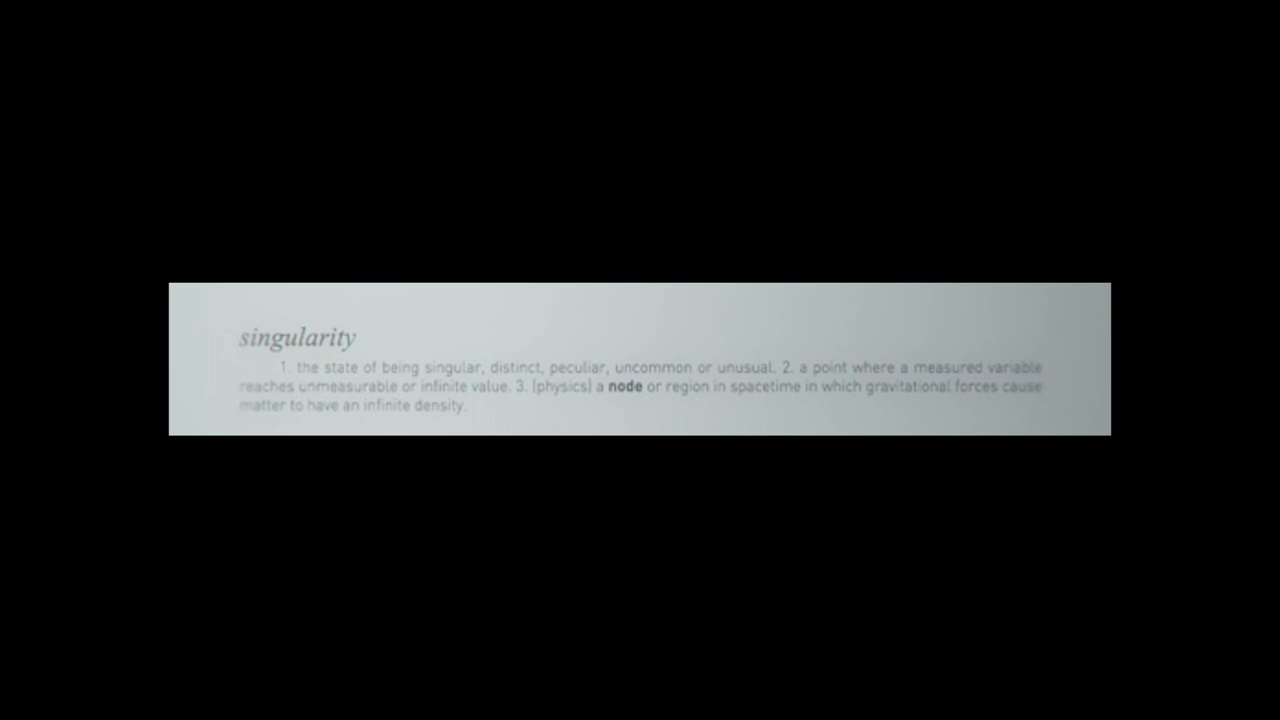 singularity
1. the state of being singular, distinct, peculiar, uncommon or unusual. 2. a point where a measured variable
reaches unmeasurable or infinite value. 3. [physics] a node or region in spacetime in which gravitational forces cause
matter to have an infinite density.